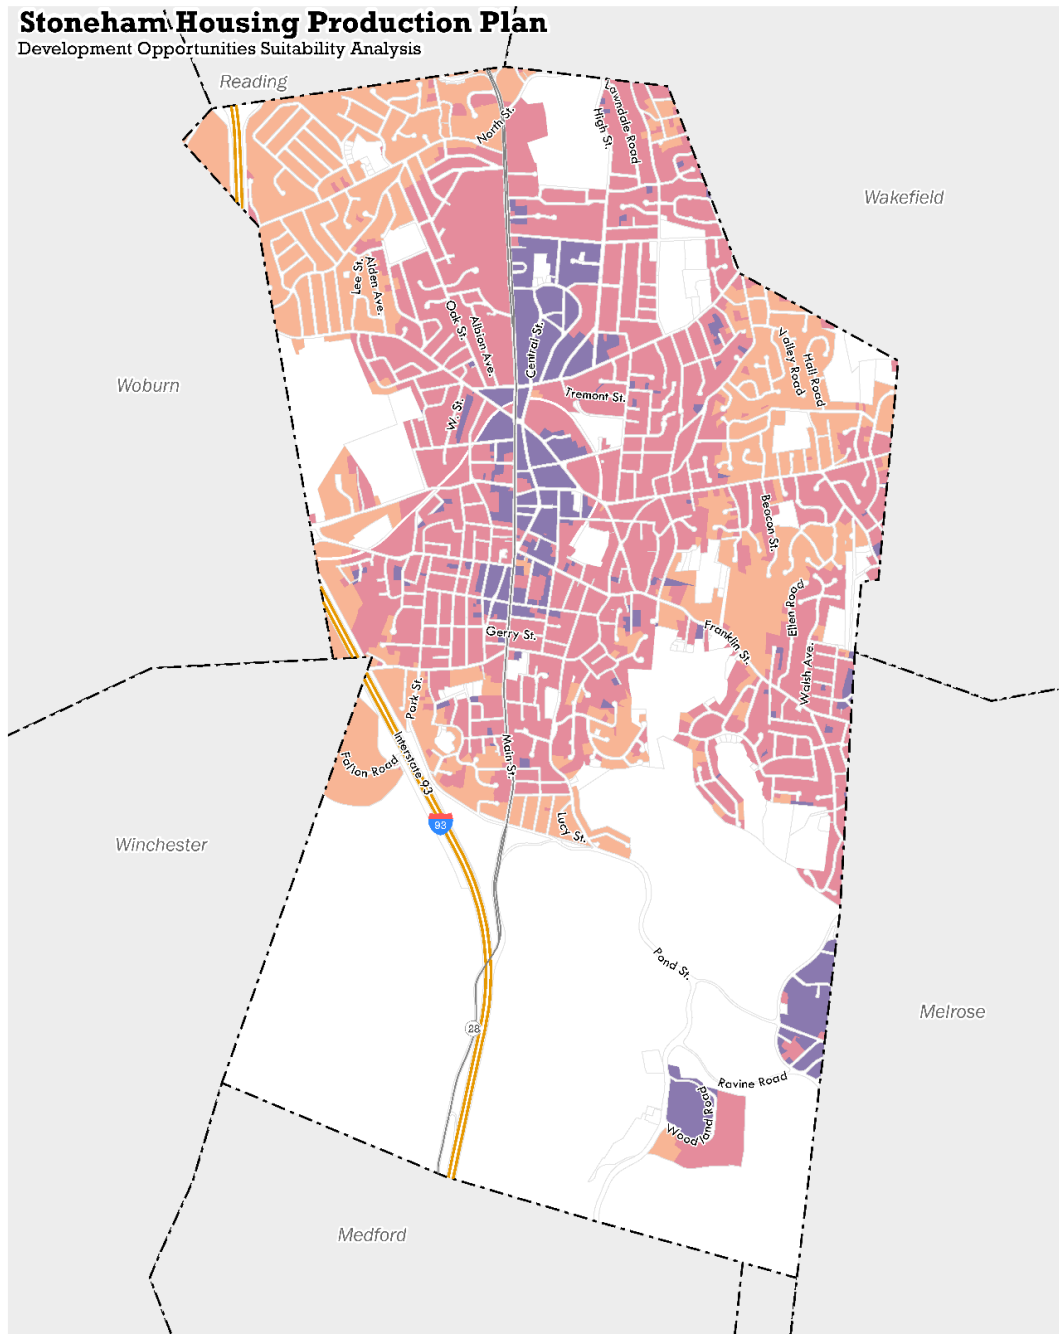 Stoneham Housing Production Plan
Development Opportunities Suitability Analysis
Reading
North St.
High St.
Lawndale Road
Wakefield
Lee St.
Alden Ave.
Oak St.
Albion Ave.
Central St.
Valley Road
Hall Road
Woburn
Tremont St.
W. St.
Beacon St.
Ellen Road
Gerry St.
Franklin St.
Walsh Ave.
Park St.
Main St.
Interstate 93
Fallon Road
93
Lucy St.
Winchester
Pond St.
Melrose
28
Ravine Road
Woodland Road
Medford